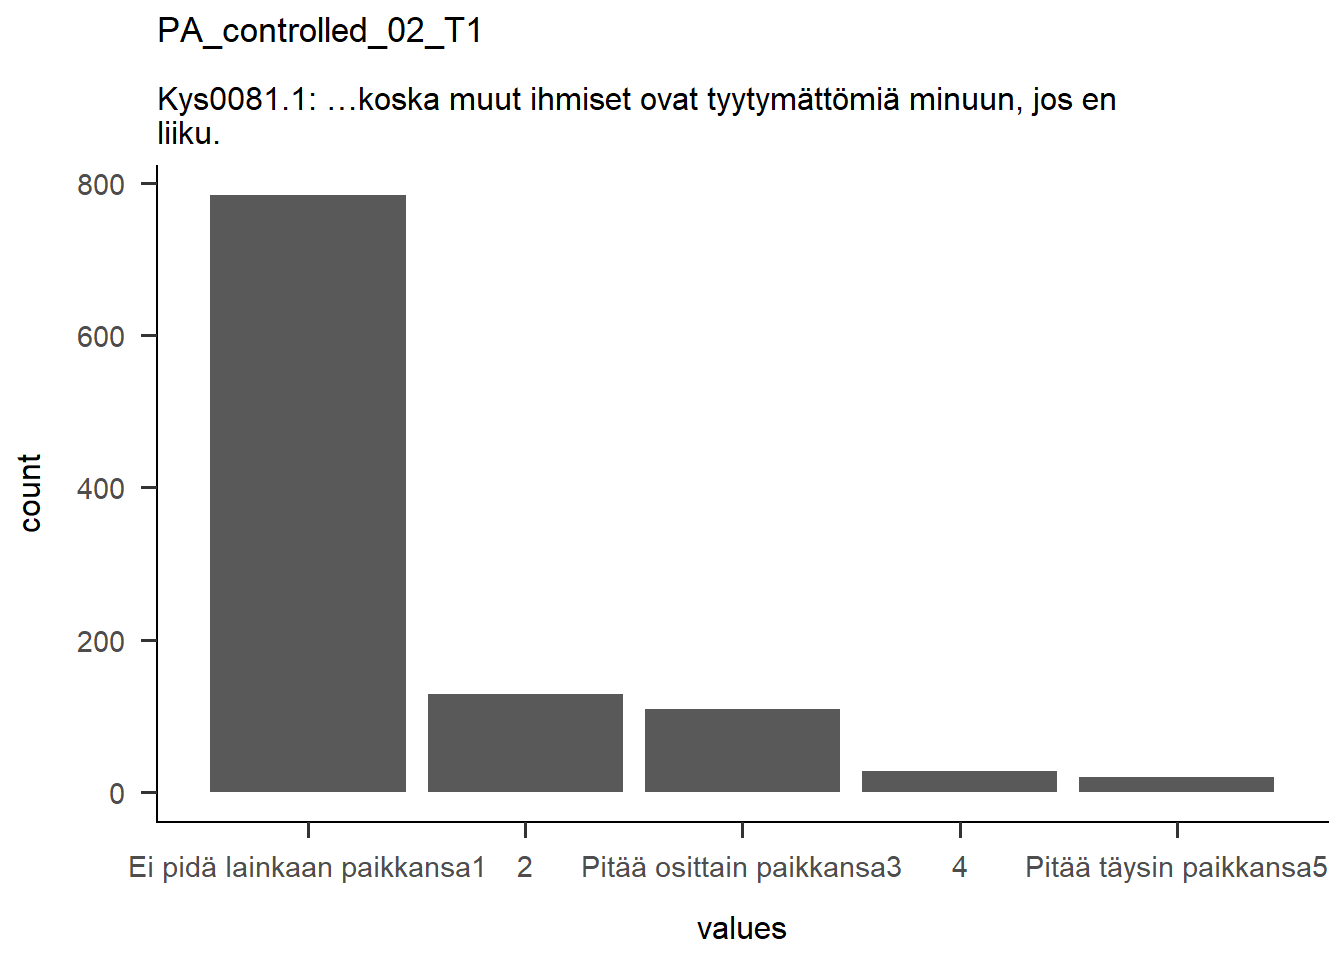 PA_controlled_02_T1
Kys0081.1: …koska muut ihmiset ovat tyytymättömiä minuun, jos en
liiku.
800
600
400
200
0
count
Ei pidä lainkaan paikkansa1
2
Pitää osittain paikkansa3
4
Pitää täysin paikkansa5
values